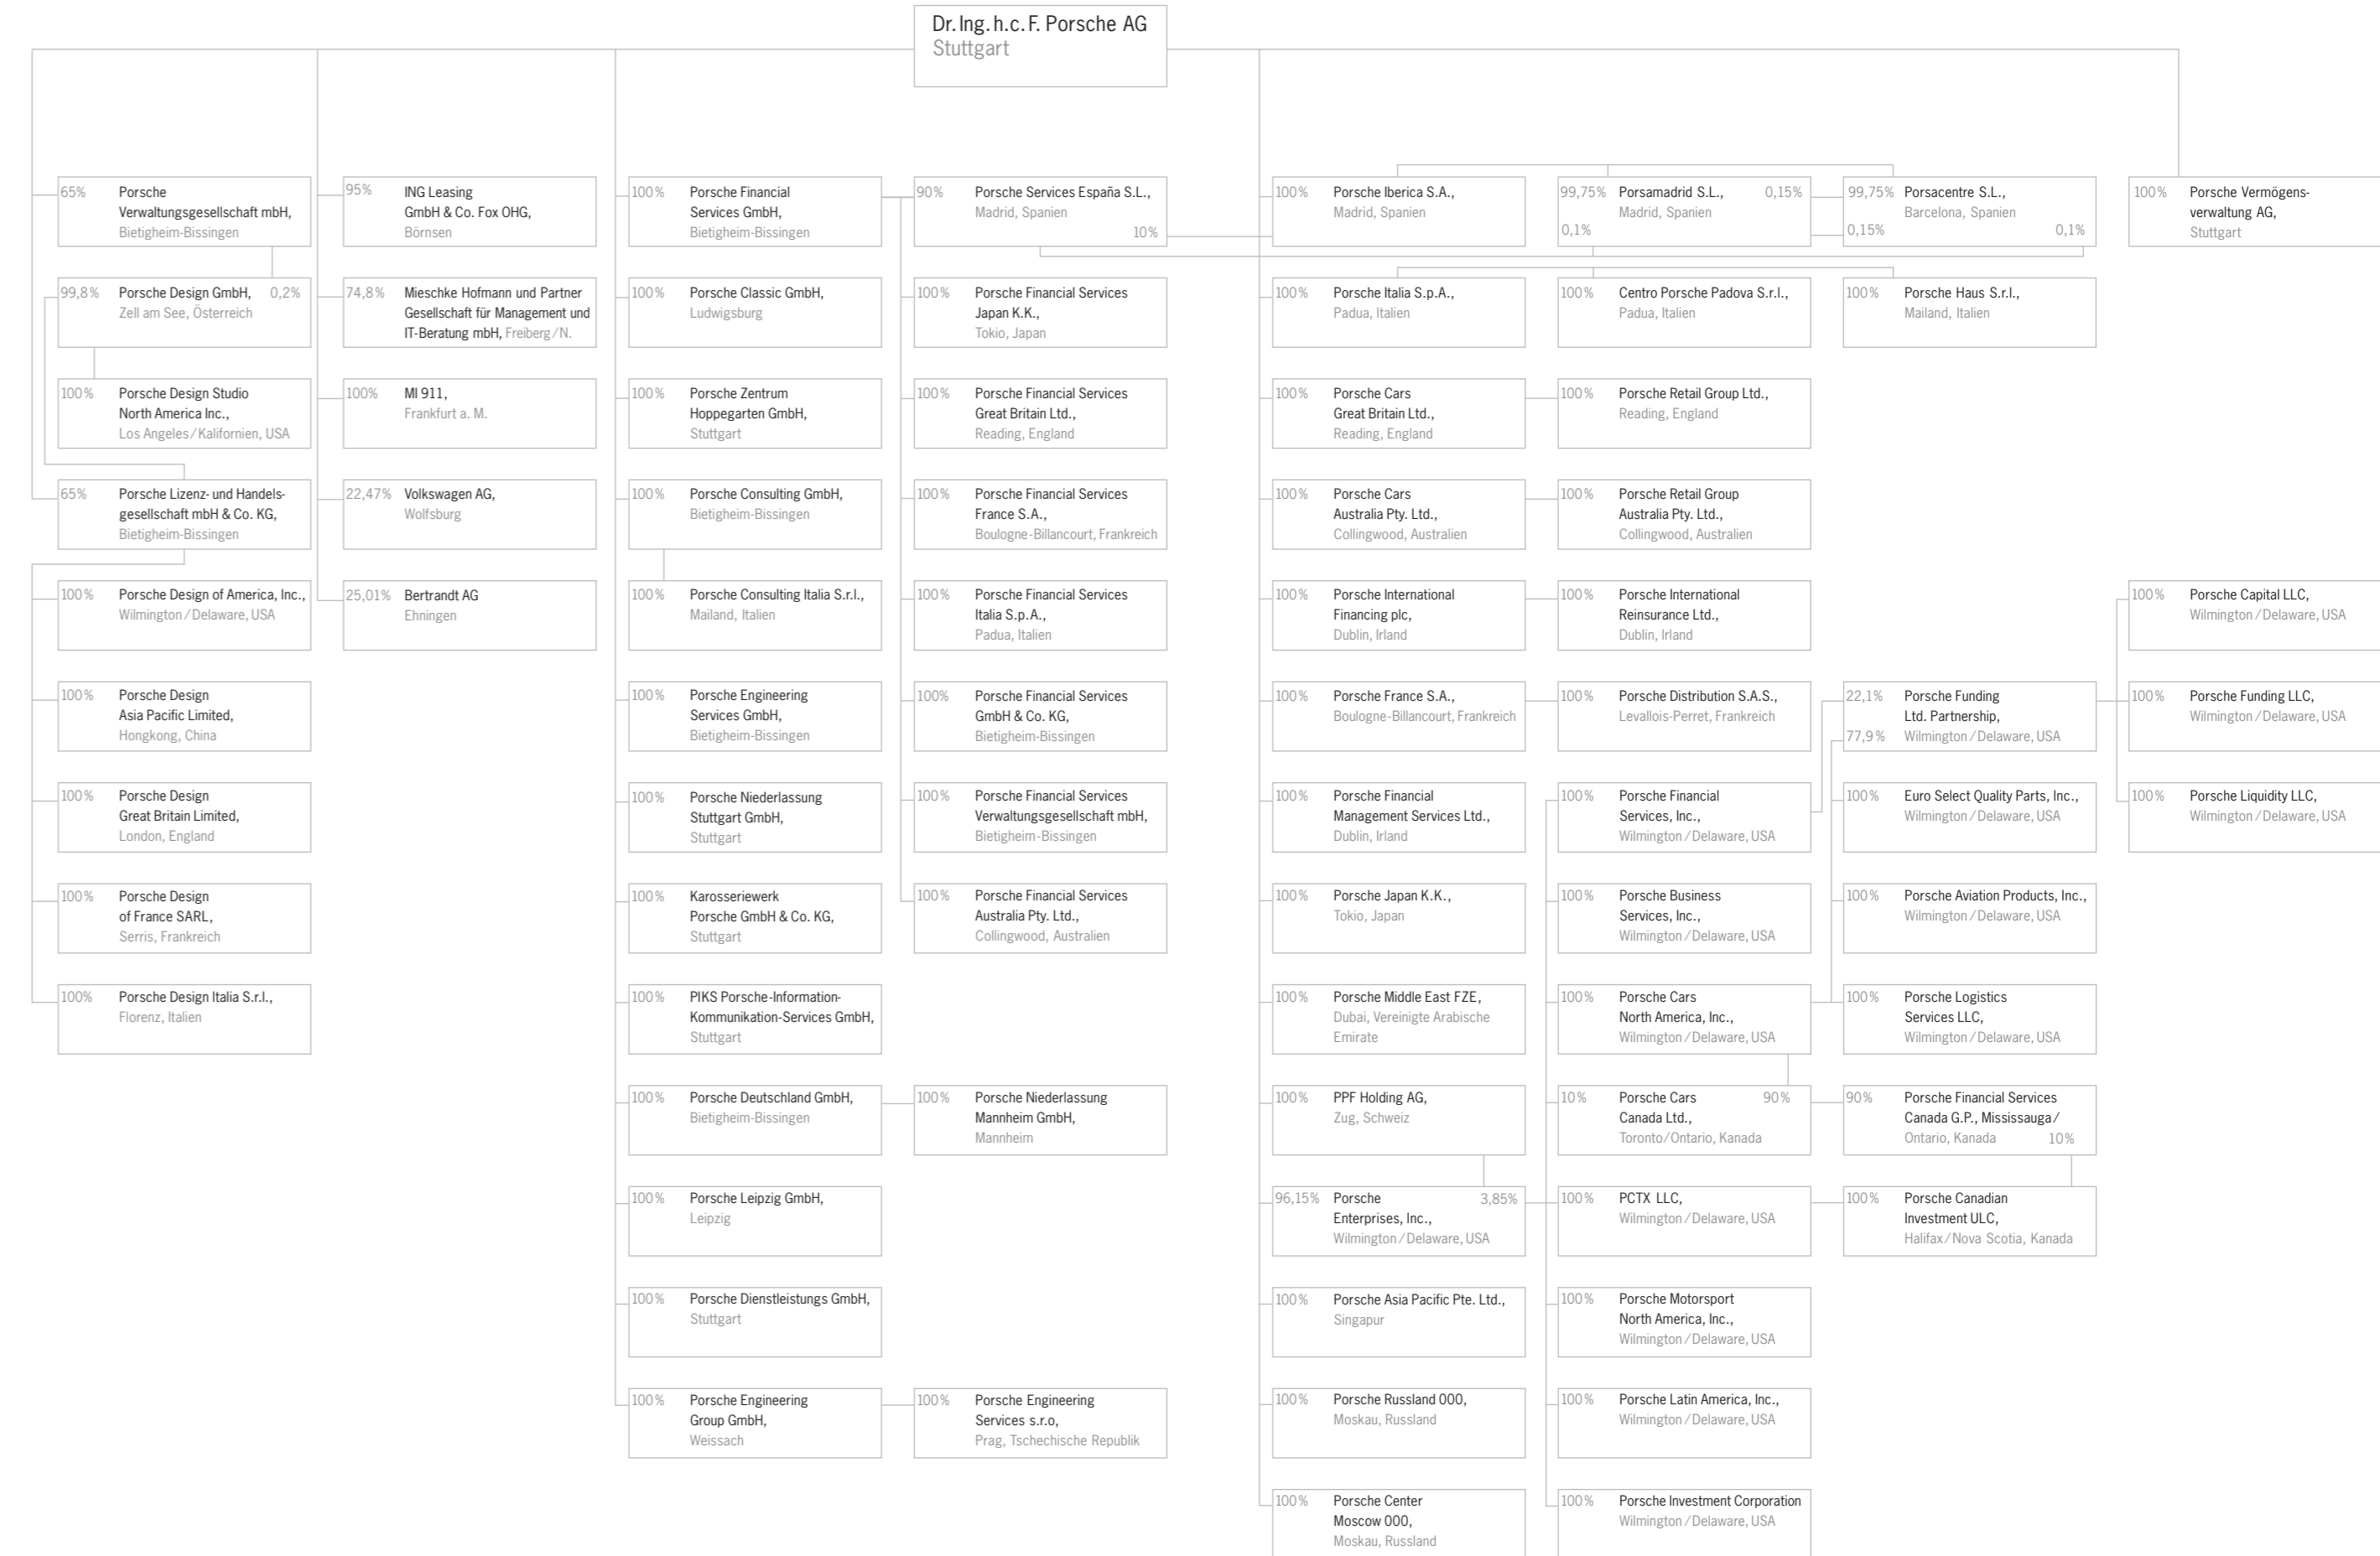 Dr. Ing. h.c. F. Porsche AG
Stuttgart
65%
Porsche
Verwaltungsgesellschaft mbH,
Bietigheim-Bissingen
99,8%
Porsche Design GmbH,
0,2%
Zell am See, Österreich
100%
Porsche Design Studio
North America Inc.,
Los Angeles/Kalifornien, USA
65%
Porsche Lizenz- und Handels-
gesellschaft mbH & Co. KG,
Bietigheim-Bissingen
100%
Porsche Design of America, Inc.,
Wilmington/Delaware, USA
100%
Porsche Design
Asia Pacific Limited,
Hongkong, China
100%
Porsche Design
Great Britain Limited,
London, England
100%
Porsche Design
of France SARL,
Serris, Frankreich
100%
Porsche Design Italia S.r.l.,
Florenz, Italien
95%
ING Leasing
GmbH & Co. Fox OHG,
Börnsen
74,8%
Mieschke Hofmann und Partner
Gesellschaft für Management und
IT-Beratung mbH, Freiberg/N.
100%
MI 911,
Frankfurt a. M.
22,47%
Volkswagen AG,
Wolfsburg
25,01%
Bertrandt AG
Ehningen
100%
Porsche Financial
Services GmbH,
Bietigheim-Bissingen
100%
Porsche Classic GmbH,
Ludwigsburg
100%
Porsche Zentrum
Hoppegarten GmbH,
Stuttgart
100%
Porsche Consulting GmbH,
Bietigheim-Bissingen
100%
Porsche Consulting Italia S.r.l.,
Mailand, Italien
100%
Porsche Engineering
Services GmbH,
Bietigheim-Bissingen
100%
Porsche Niederlassung
Stuttgart GmbH,
Stuttgart
100%
Karosseriewerk
Porsche GmbH & Co. KG,
Stuttgart
100%
PIKS Porsche-Information-
Kommunikation-Services GmbH,
Stuttgart
100%
Porsche Deutschland GmbH,
Bietigheim-Bissingen
100%
Porsche Leipzig GmbH,
Leipzig
100%
Porsche Dienstleistungs GmbH,
Stuttgart
100%
Porsche Engineering
Group GmbH,
Weissach
90%
Porsche Services España S.L.,
Madrid, Spanien
10%
100%
Porsche Financial Services
Japan K.K.,
Tokio, Japan
100%
Porsche Financial Services
Great Britain Ltd.,
Reading, England
100%
Porsche Financial Services
France S.A.,
Boulogne-Billancourt, Frankreich
100%
Porsche Financial Services
Italia S.p.A.,
Padua, Italien
100%
Porsche Financial Services
GmbH & Co. KG,
Bietigheim-Bissingen
100%
Porsche Financial Services
Verwaltungsgesellschaft mbH,
Bietigheim-Bissingen
100%
Porsche Financial Services
Australia Pty. Ltd.,
Collingwood, Australien
100%
Porsche Niederlassung
Mannheim GmbH,
Mannheim
100%
Porsche Engineering
Services s.r.o,
Prag, Tschechische Republik
100%
Porsche Iberica S.A.,
Madrid, Spanien
100%
Porsche Italia S.p.A.,
Padua, Italien
100%
Porsche Cars
Great Britain Ltd.,
Reading, England
100%
Porsche Cars
Australia Pty. Ltd.,
Collingwood, Australien
100%
Porsche International
Financing plc,
Dublin, Irland
100%
Porsche France S.A.,
Boulogne-Billancourt, Frankreich
100%
Porsche Financial
Management Services Ltd.,
Dublin, Irland
100%
Porsche Japan K.K.,
Tokio, Japan
100%
Porsche Middle East FZE,
Dubai, Vereinigte Arabische
Emirate
100%
PPF Holding AG,
Zug, Schweiz
96,15%
Porsche
3,85%
Enterprises, Inc.,
Wilmington/Delaware, USA
100%
Porsche Asia Pacific Pte. Ltd.,
Singapur
100%
Porsche Russland OOO,
Moskau, Russland
100%
Porsche Center
Moscow OOO,
Moskau, Russland
99,75%
Porsamadrid S.L.,
0,15%
Madrid, Spanien
0,1%
100%
Centro Porsche Padova S.r.l.,
Padua, Italien
100%
Porsche Retail Group Ltd.,
Reading, England
100%
Porsche Retail Group
Australia Pty. Ltd.,
Collingwood, Australien
100%
Porsche International
Reinsurance Ltd.,
Dublin, Irland
100%
Porsche Distribution S.A.S.,
Levallois-Perret, Frankreich
100%
Porsche Financial
Services, Inc.,
Wilmington/Delaware, USA
100%
Porsche Business
Services, Inc.,
Wilmington/Delaware, USA
100%
Porsche Cars
North America, Inc.,
Wilmington/Delaware, USA
10%
Porsche Cars
90%
Canada Ltd.,
Toronto/Ontario, Kanada
100%
PCTX LLC,
Wilmington/Delaware, USA
100%
Porsche Motorsport
North America, Inc.,
Wilmington/Delaware, USA
100%
Porsche Latin America, Inc.,
Wilmington/Delaware, USA
100%
Porsche Investment Corporation
Wilmington/Delaware, USA
99,75%
Porsacentre S.L.,
Barcelona, Spanien
0,15%
0,1%
100%
Porsche Haus S.r.l.,
Mailand, Italien
22,1%
Porsche Funding
Ltd. Partnership,
77,9%
Wilmington/Delaware, USA
100%
Euro Select Quality Parts, Inc.,
Wilmington/Delaware, USA
100%
Porsche Aviation Products, Inc.,
Wilmington/Delaware, USA
100%
Porsche Logistics
Services LLC,
Wilmington/Delaware, USA
90%
Porsche Financial Services
Canada G.P., Mississauga/
Ontario, Kanada
10%
100%
Porsche Canadian
Investment ULC,
Halifax/Nova Scotia, Kanada
100%
Porsche Vermögens-
verwaltung AG,
Stuttgart
100%
Porsche Capital LLC,
Wilmington/Delaware, USA
100%
Porsche Funding LLC,
Wilmington/Delaware, USA
100%
Porsche Liquidity LLC,
Wilmington/Delaware, USA